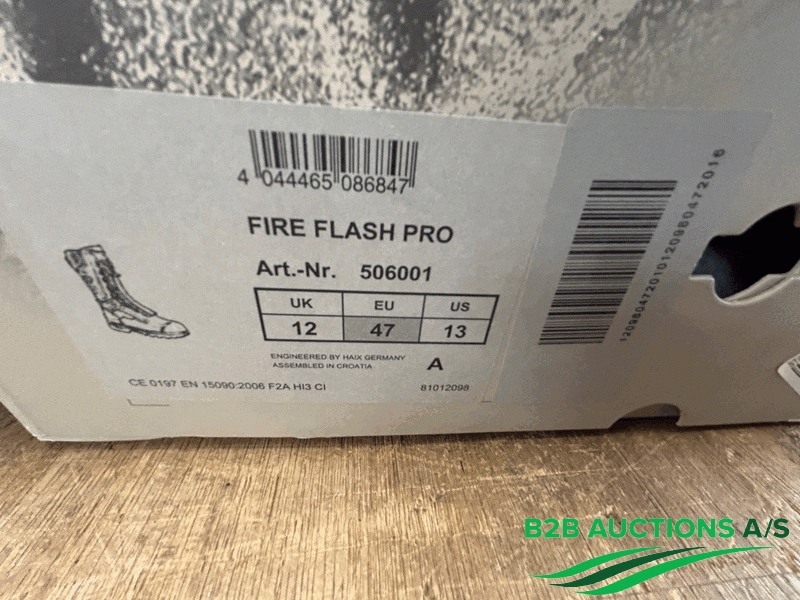 4 044465 086847
FIRE FLASH PRO
Art.-Nr. 506001
UK EU US
12 47 13
ENGINEERED BY HAIX GERMANY
ASSEMBLED IN CROATIA
A
CE 0197 EN 15090:2006 F2A HI3 CI
81012098
120980472010120980472016
B2B AUCTIONS A/S